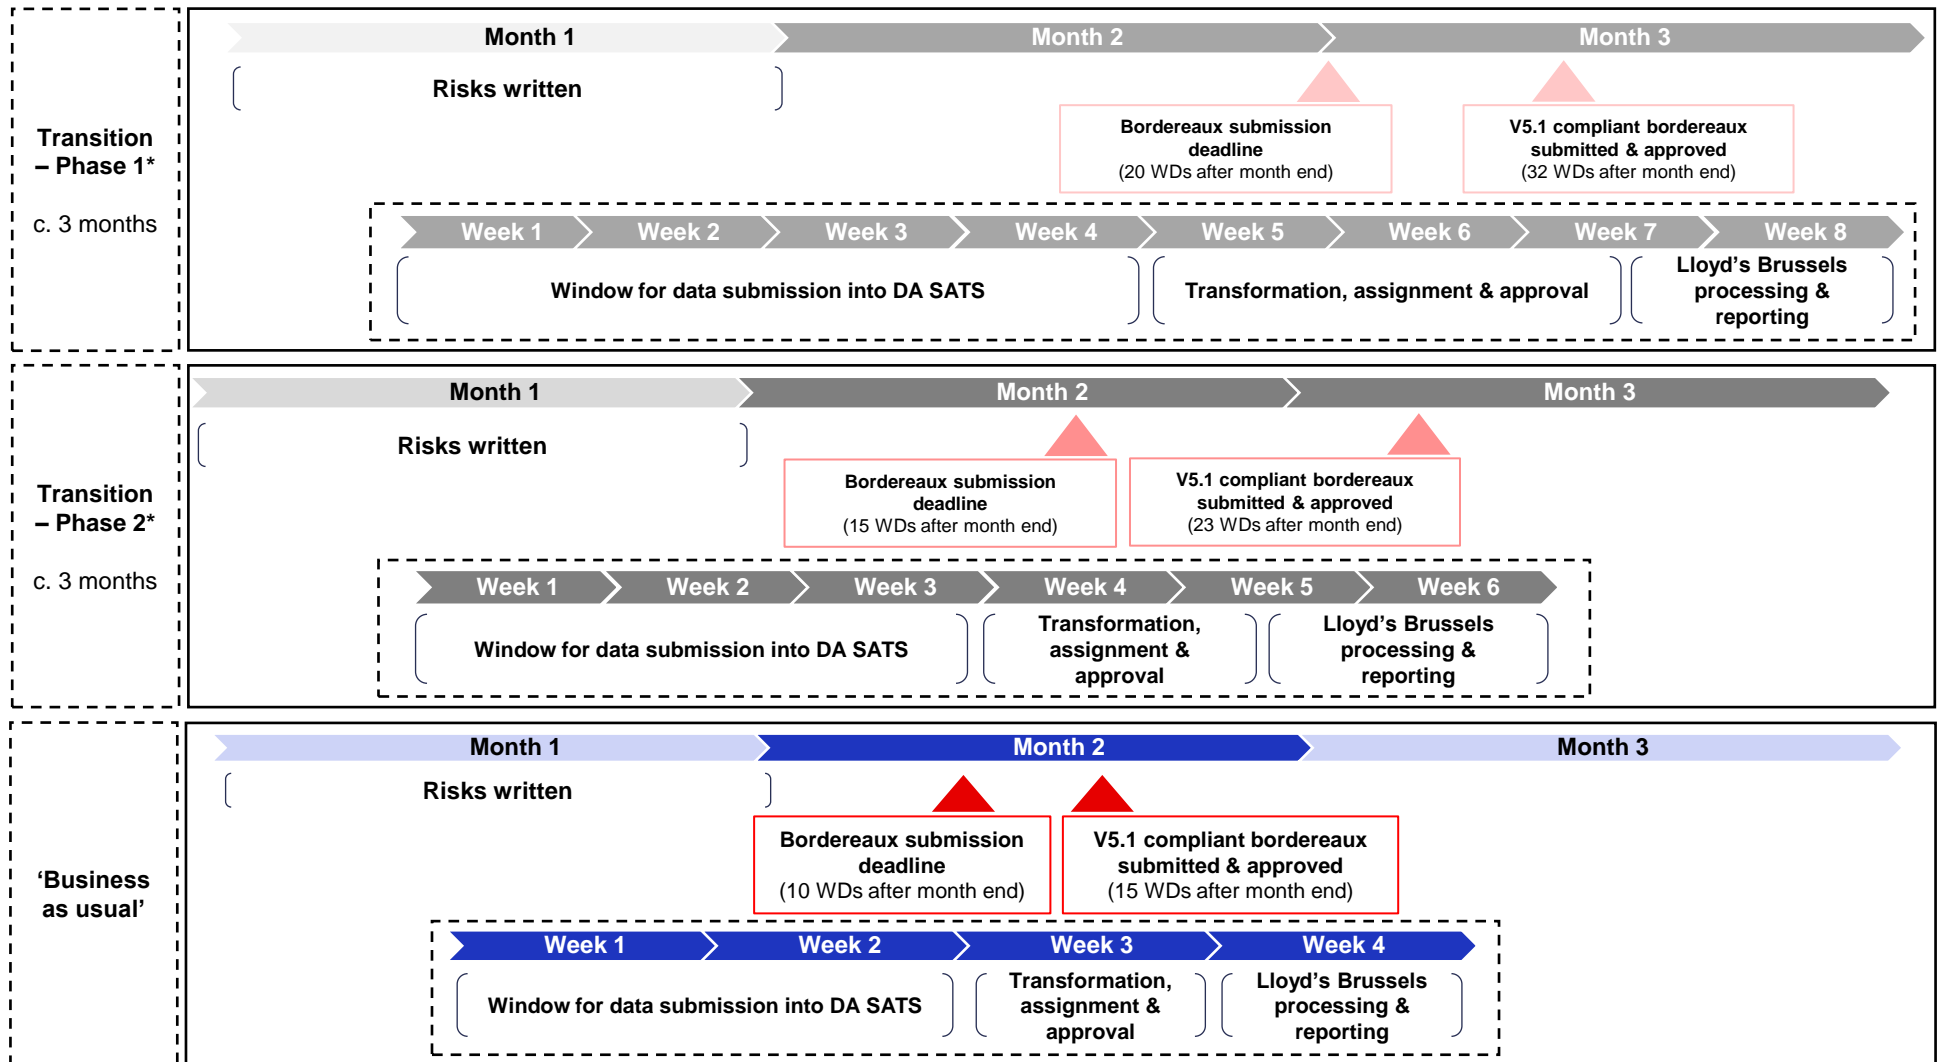 Transition
– Phase 1*
c. 3 months
Month 1
Month 2
Month 3
Risks written
Bordereaux submission
deadline
(20 WDs after month end)
V5.1 compliant bordereaux
submitted & approved
(32 WDs after month end)
Week 1
Week 2
Week 3
Week 4
Week 5
Week 6
Week 7
Week 8
Window for data submission into DA SATS
Transformation, assignment & approval
Lloyd's Brussels
processing &
reporting
Transition
– Phase 2*
c. 3 months
Month 1
Month 2
Month 3
Risks written
Bordereaux submission
deadline
(15 WDs after month end)
V5.1 compliant bordereaux
submitted & approved
(23 WDs after month end)
Week 1
Week 2
Week 3
Week 4
Week 5
Week 6
Window for data submission into DA SATS
Transformation,
assignment &
approval
Lloyd's Brussels
processing &
reporting
‘Business
as usual’
Month 1
Month 2
Month 3
Risks written
Bordereaux submission
deadline
(10 WDs after month end)
V5.1 compliant bordereaux
submitted & approved
(15 WDs after month end)
Week 1
Week 2
Week 3
Week 4
Window for data submission into DA SATS
Transformation,
assignment &
approval
Lloyd's Brussels
processing &
reporting